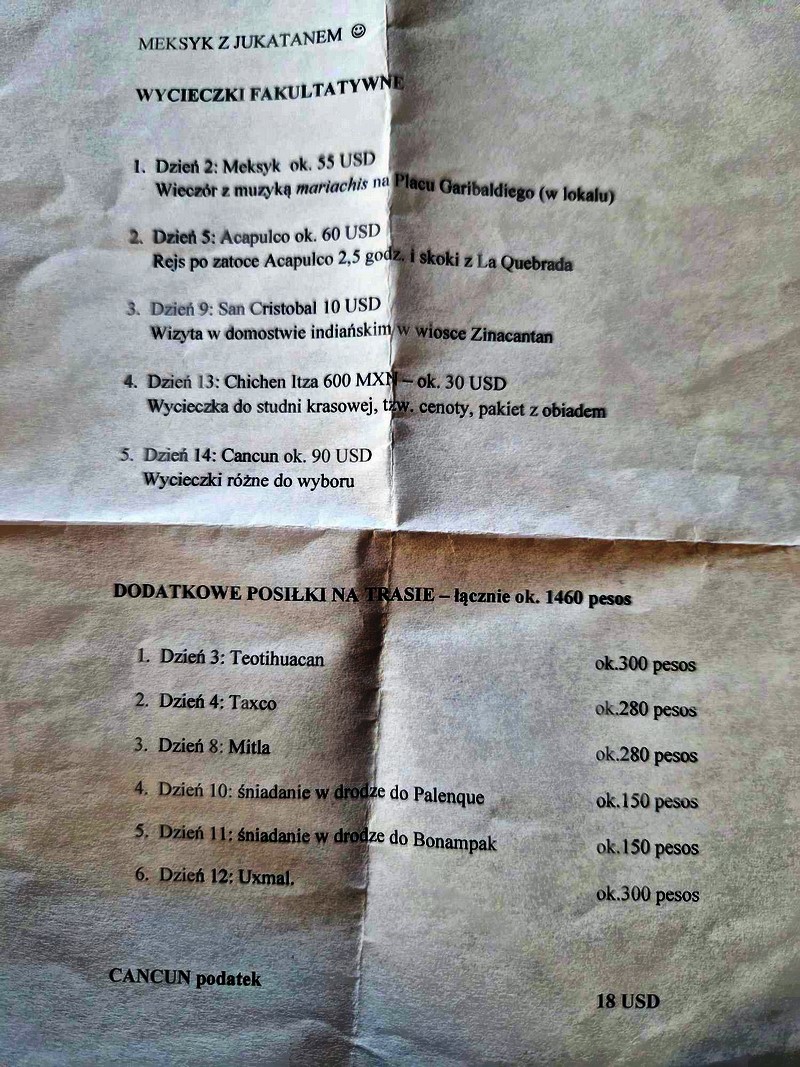 MEKSYK Z JUKATANEM ☺
WYCIECZKI FAKULTATYWNE
1. Dzień 2: Meksyk ok. 55 USD
Wieczór z muzyką mariachis na Placu Garibaldiego (w lokalu)
2. Dzień 5: Acapulco ok. 60 USD
Rejs po zatoce Acapulco 2,5 godz. i skoki z La Quebrada
3. Dzień 9: San Cristobal 10 USD
Wizyta w domostwie indiańskim w wiosce Zinacantan
4. Dzień 13: Chichen Itza 600 MXN – ok. 30 USD
Wycieczka do studni krasowej, tzw. cenoty, pakiet z obiadem
5. Dzień 14: Cancun ok. 90 USD
Wycieczki różne do wyboru
DODATKOWE POSIŁKI NA TRASIE – łącznie ok. 1460 pesos
1. Dzień 3: Teotihuacan ok.300 pesos
2. Dzień 4: Taxco ok.280 pesos
3. Dzień 8: Mitla ok.280 pesos
4. Dzień 10: śniadanie w drodze do Palenque ok.150 pesos
5. Dzień 11: śniadanie w drodze do Bonampak ok.150 pesos
6. Dzień 12: Uxmal. ok.300 pesos
CANCUN podatek 18 USD